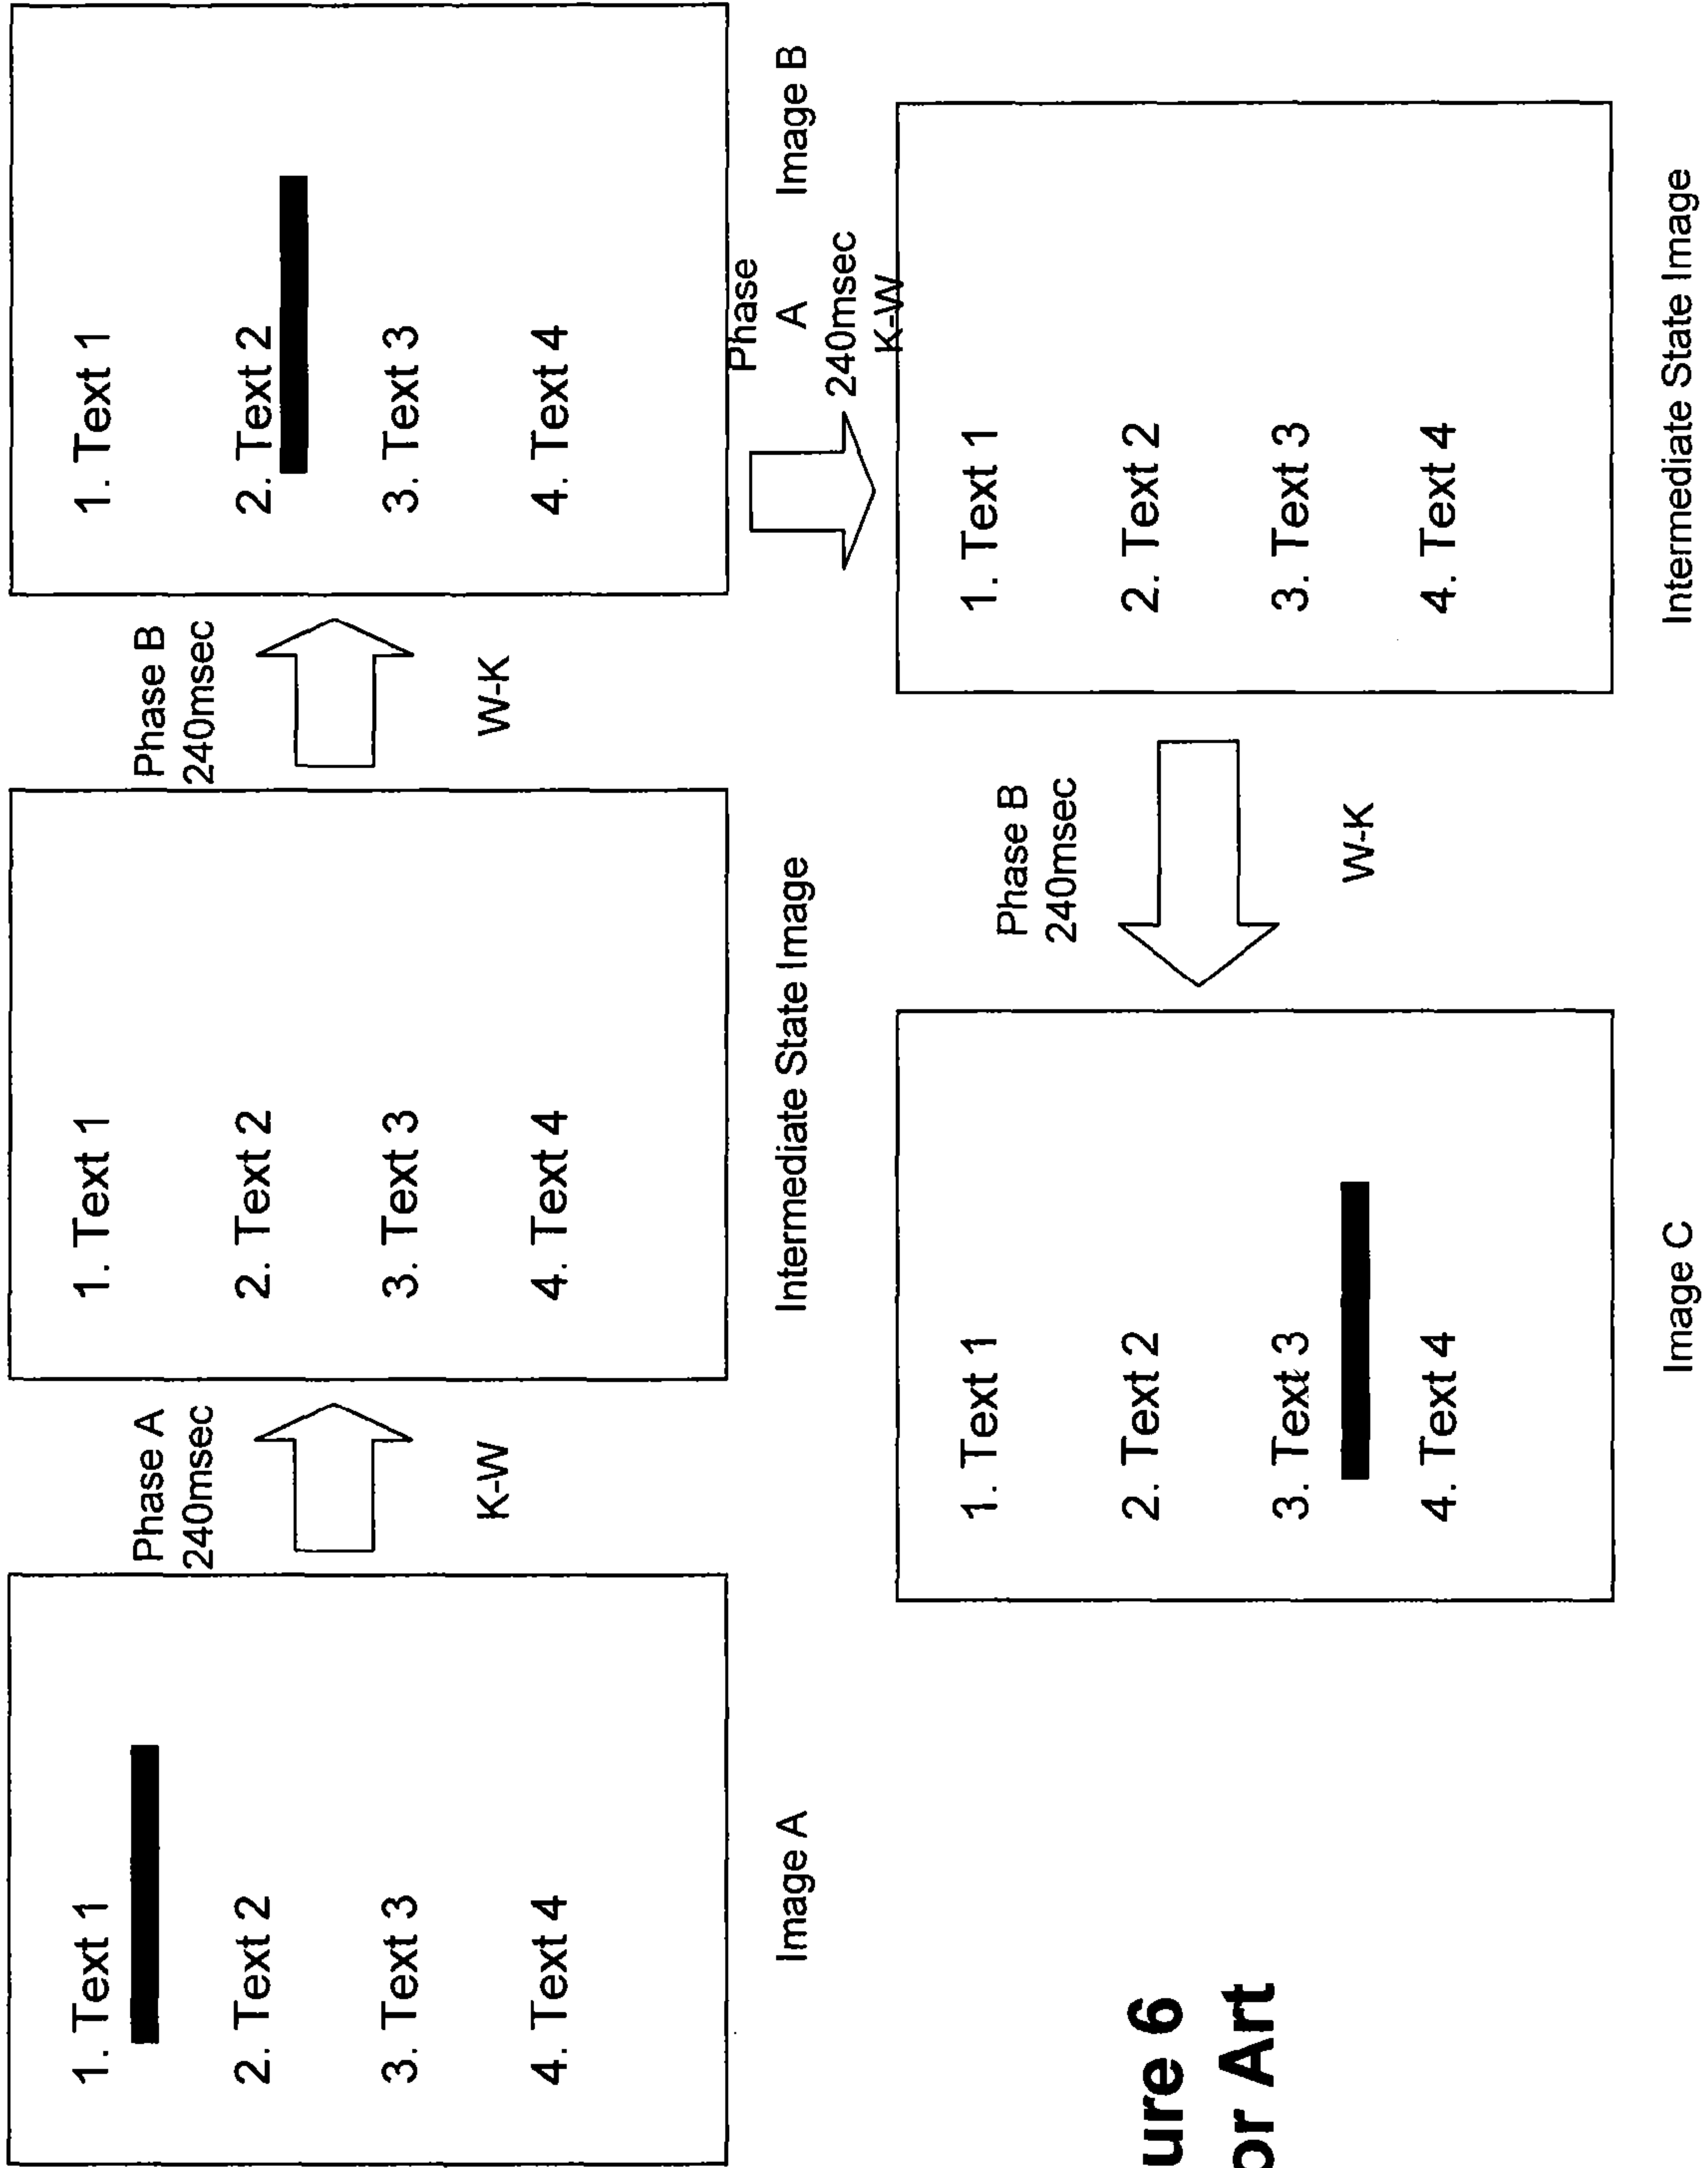 1. Text 1
2. Text 2
3. Text 3
4. Text 4
Image A
Phase A
240msec
K-W
1. Text 1
2. Text 2
3. Text 3
4. Text 4
Intermediate State Image
Phase B
240msec
W-K
1. Text 1
2. Text 2
3. Text 3
4. Text 4
Image B
Phase
A
240msec
K-W
1. Text 1
2. Text 2
3. Text 3
4. Text 4
Intermediate State Image
Phase B
240msec
W-K
1. Text 1
2. Text 2
3. Text 3
4. Text 4
Image C
ure 6
or Art